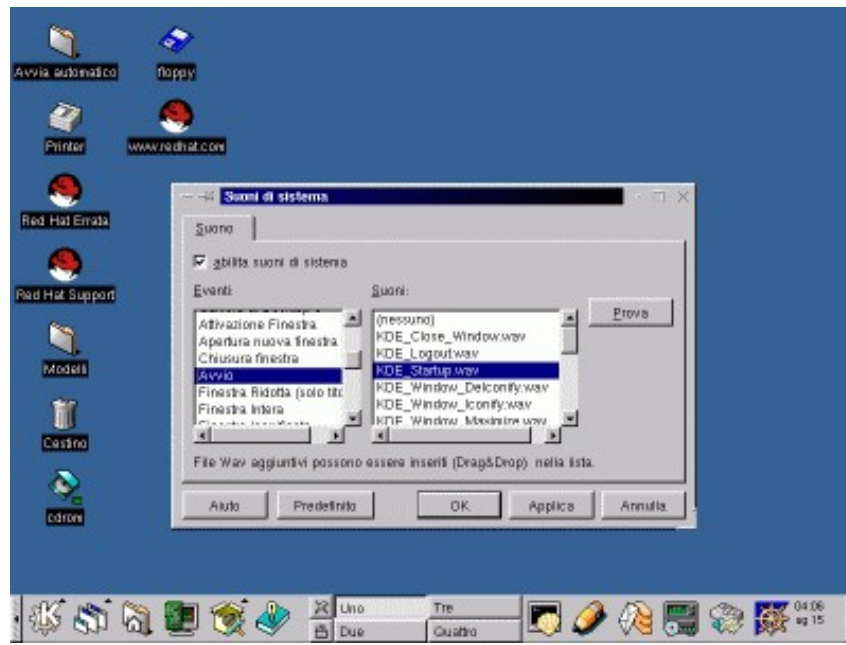 Avvia automatico
floppy
Printer
www.redhat.com
Red Hat Errata
Red Hat Support
Modelli
Cestino
cdrom
Suoni di sistema
Suono
abilita suoni di sistema
Eventi:
Suoni:
Attivazione Finestra
Apertura nuova finestra
Chiusura finestra
Avvio
Finestra Ridotta (solo tito
Finestra Intera
(nessuno)
KDE_Close_Window.wav
KDE_Logout.wav
KDE_Startup.wav
KDE_Window_DeIconify.wav
KDE_Window_Iconify.wav
KDE_Window_Maximize.wav
Prova
File Wav aggiuntivi possono essere inseriti (Drag&Drop) nella lista.
Aiuto
Predefinito
OK
Applica
Annulla
Uno
Tre
Due
Quattro
04:06
ag 15